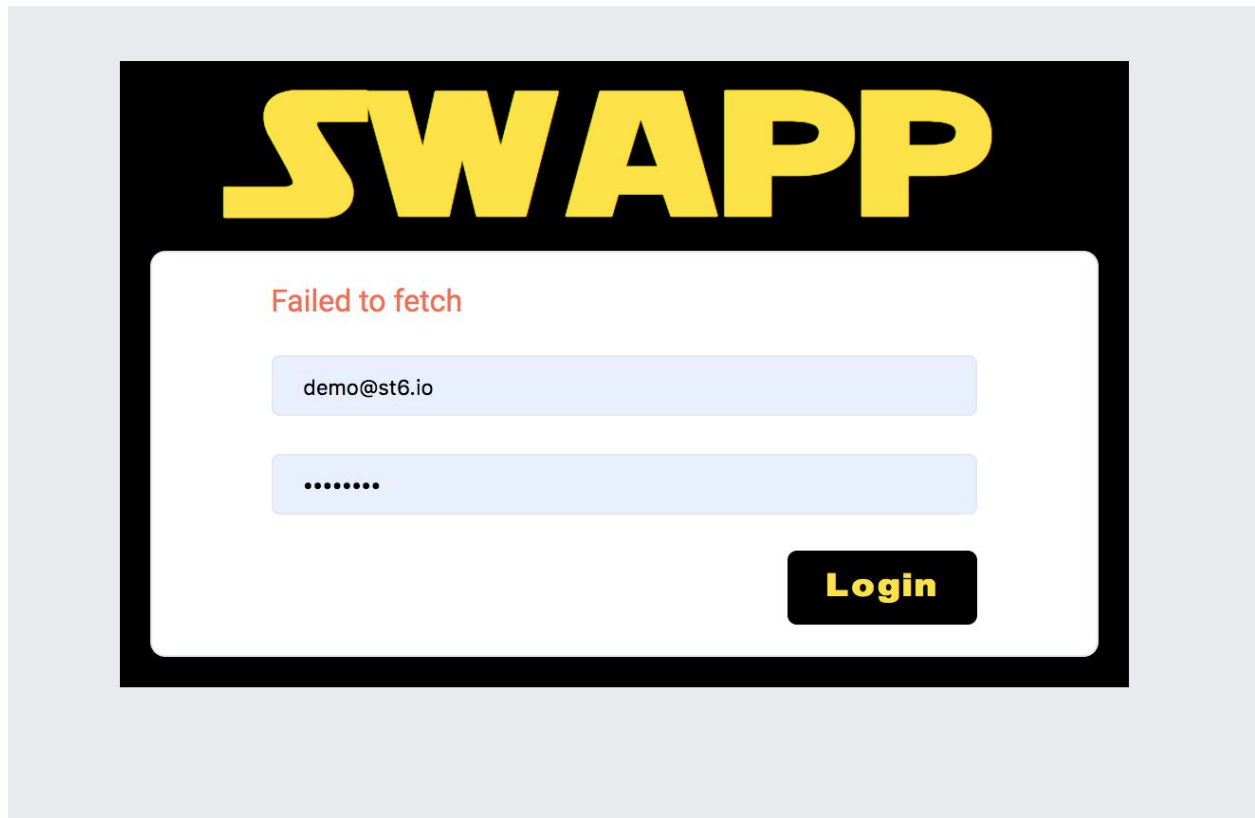 SWAPP
Failed to fetch
demo@st6.io
••••••••
Login